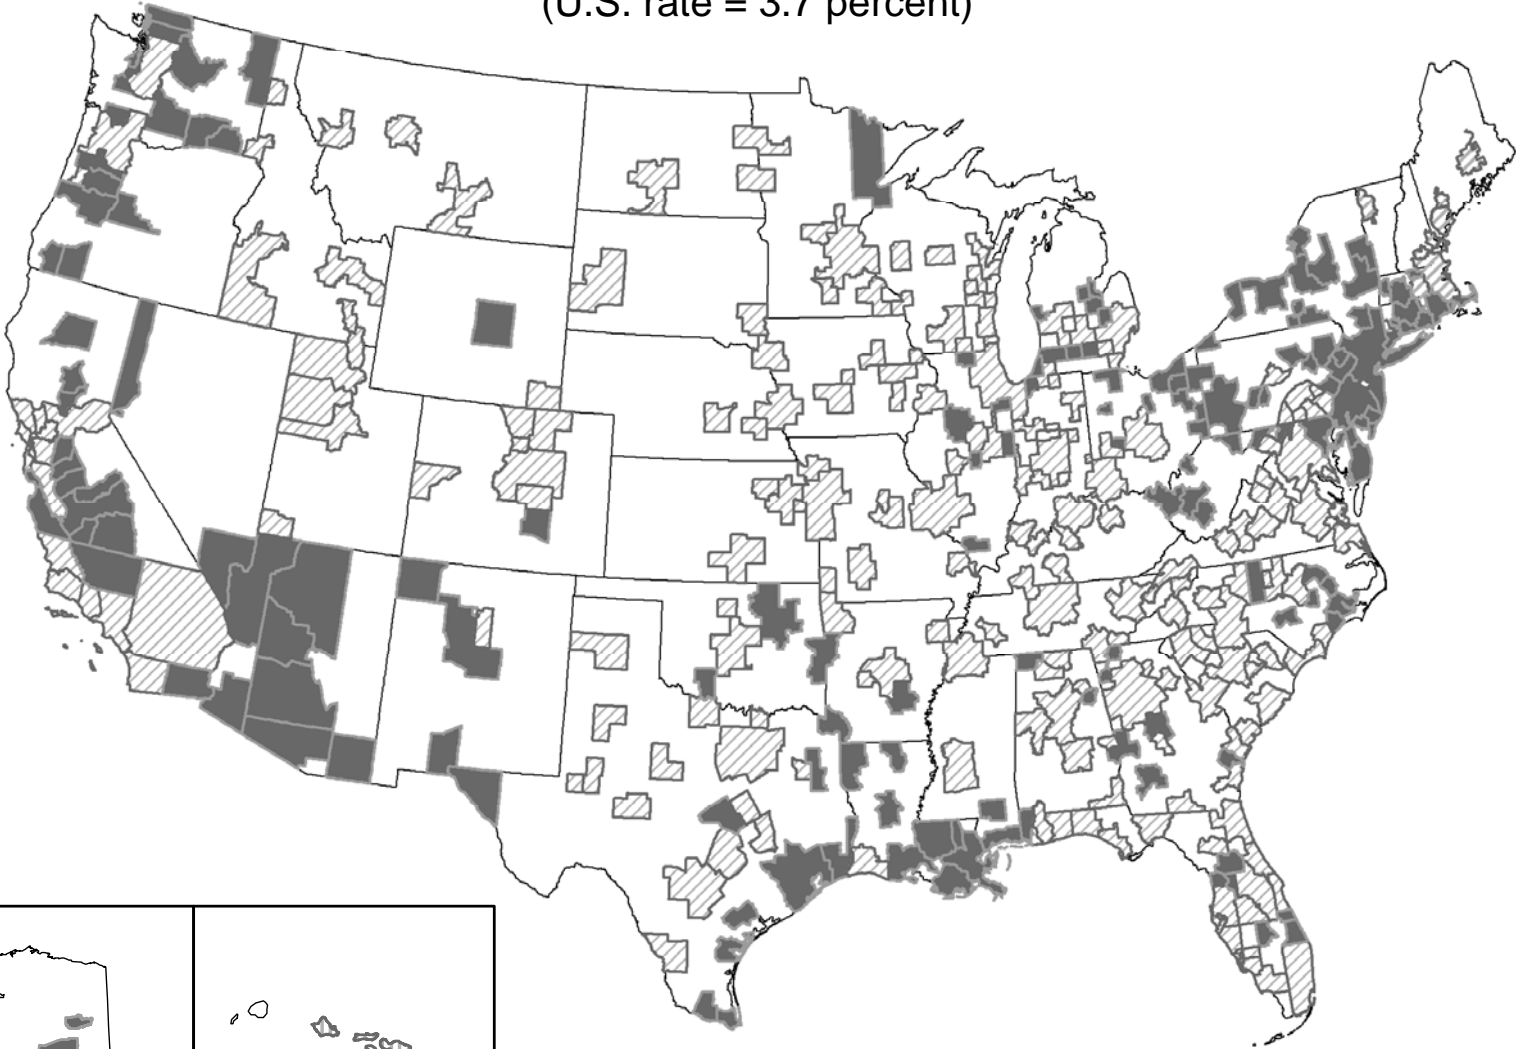 (U.S. rate = 3.7 percent)